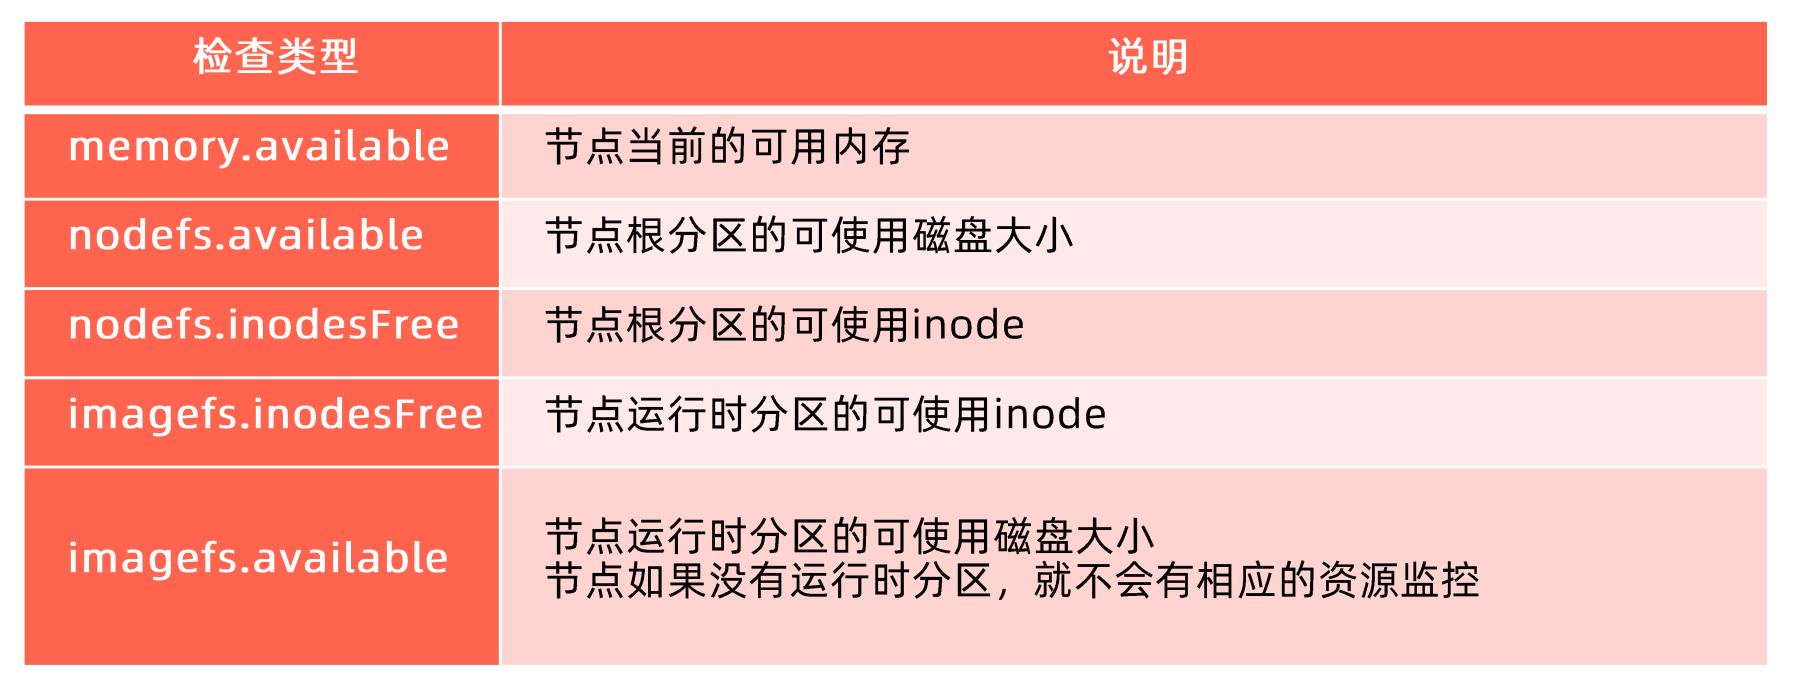 检查类型 说明
memory.available 节点当前的可用内存
nodefs.available 节点根分区的可使用磁盘大小
nodefs.inodesFree 节点根分区的可使用inode
imagefs.inodesFree 节点运行时分区的可使用inode
imagefs.available 节点运行时分区的可使用磁盘大小
节点如果没有运行时分区，就不会有相应的资源监控